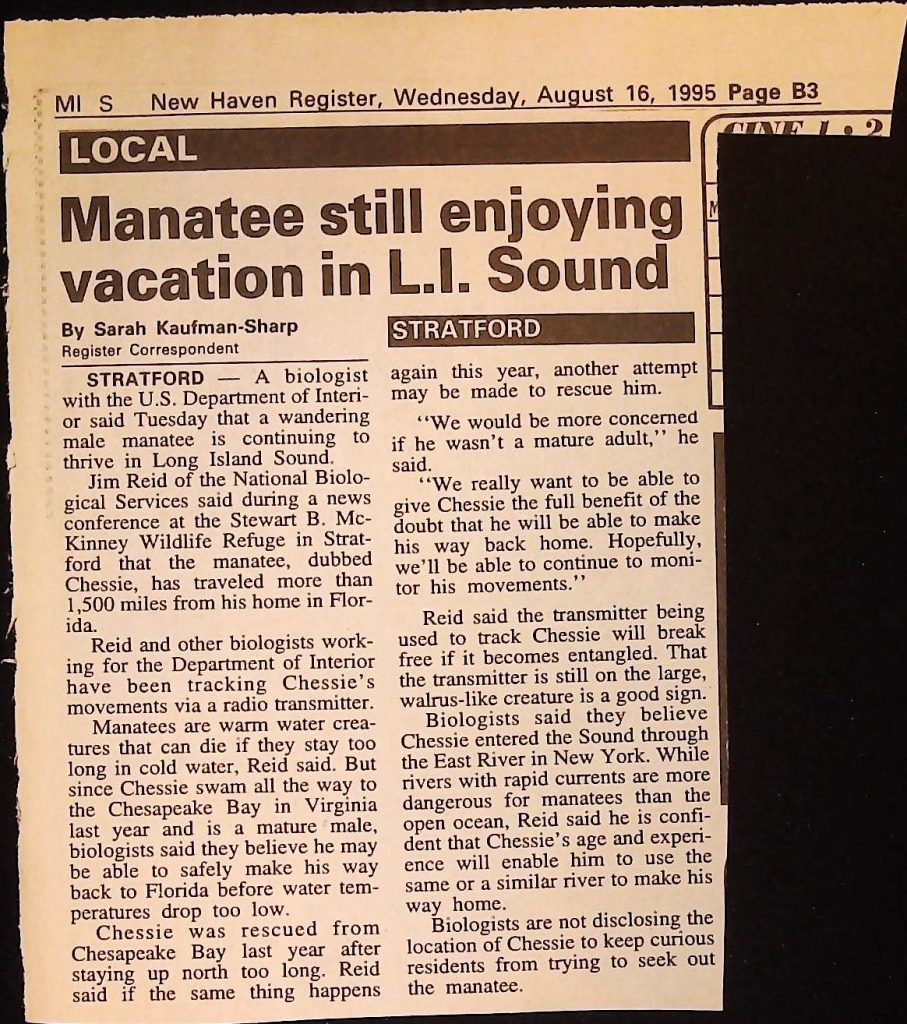 MI S New Haven Register, Wednesday, August 16, 1995 Page B3
LOCAL
Manatee still enjoying
vacation in L.I. Sound
By Sarah Kaufman-Sharp
Register Correspondent
STRATFORD — A biologist
with the U.S. Department of Interi-
or said Tuesday that a wandering
male manatee is continuing to
thrive in Long Island Sound.
Jim Reid of the National Biolo-
gical Services said during a news
conference at the Stewart B. Mc-
Kinney Wildlife Refuge in Strat-
ford that the manatee, dubbed
Chessie, has traveled more than
1,500 miles from his home in Flor-
ida.
Reid and other biologists work-
ing for the Department of Interior
have been tracking Chessie's
movements via a radio transmitter.
Manatees are warm water crea-
tures that can die if they stay too
long in cold water, Reid said. But
since Chessie swam all the way to
the Chesapeake Bay in Virginia
last year and is a mature male,
biologists said they believe he may
be able to safely make his way
back to Florida before water tem-
peratures drop too low.
Chessie was rescued from
Chesapeake Bay last year after
staying up north too long. Reid
said if the same thing happens
STRATFORD
again this year, another attempt
may be made to rescue him.
“We would be more concerned
if he wasn't a mature adult,” he
said.
“We really want to be able to
give Chessie the full benefit of the
doubt that he will be able to make
his way back home. Hopefully,
we'll be able to continue to moni-
tor his movements.”
Reid said the transmitter being
used to track Chessie will break
free if it becomes entangled. That
the transmitter is still on the large,
walrus-like creature is a good sign.
Biologists said they believe
Chessie entered the Sound through
the East River in New York. While
rivers with rapid currents are more
dangerous for manatees than the
open ocean, Reid said he is confi-
dent that Chessie's age and experi-
ence will enable him to use the
same or a similar river to make his
way home.
Biologists are not disclosing the
location of Chessie to keep curious
residents from trying to seek out
the manatee.